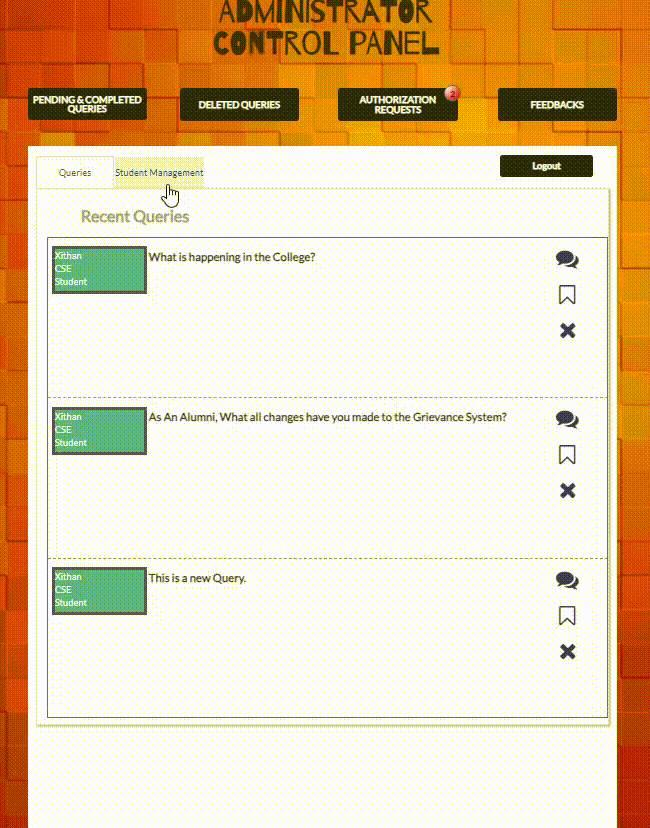 ADMINISTRATOR
CONTROL PANEL
PENDING & COMPLETED
QUERIES
DELETED QUERIES
AUTHORIZATION
REQUESTS
2
FEEDBACKS
Queries
Student Management
Logout
Recent Queries
Xithan
CSE
Student
What is happening in the College?
Xithan
CSE
Student
As An Alumni, What all changes have you made to the Grievance System?
Xithan
CSE
Student
This is a new Query.